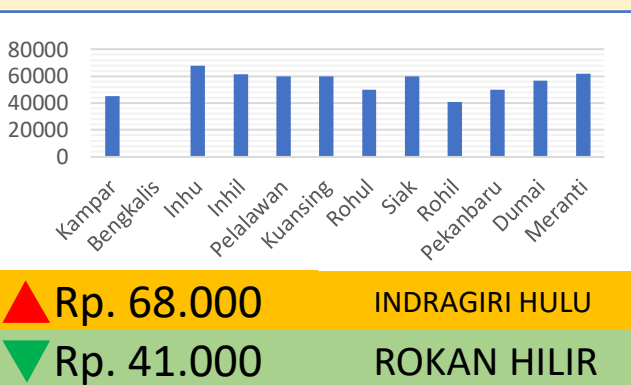 80000
60000
40000
20000
0
Kampar
Bengkalis
Inhu
Inhil
Pelalawan
Kuansing
Rohul
Siak
Rohil
Pekanbaru
Dumai
Meranti
Rp. 68.000 INDRAGIRI HULU
Rp. 41.000 ROKAN HILIR